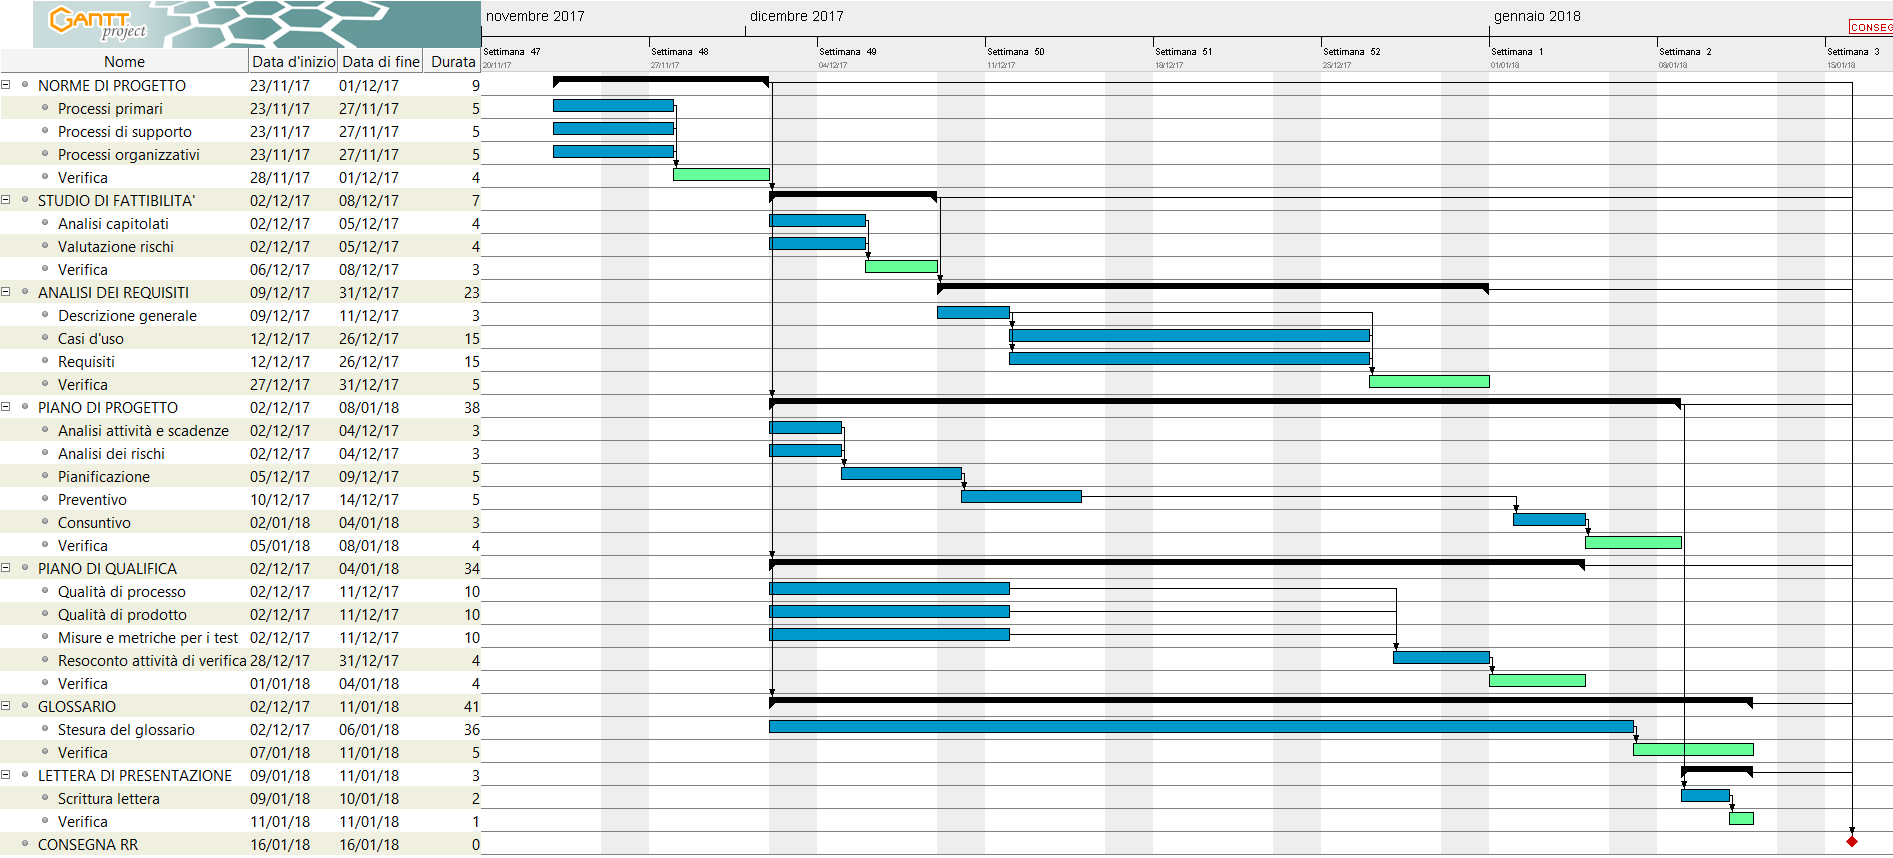 GANTT
project
novembre 2017 dicembre 2017 gennaio 2018
CONSEG
Settimana 47 Settimana 48 Settimana 49 Settimana 50 Settimana 51 Settimana 52 Settimana 1 Settimana 2 Settimana 3
20/11/17 27/11/17 04/12/17 11/12/17 18/12/17 25/12/17 01/01/18 08/01/18 15/01/18
Nome Data d'inizio Data di fine Durata
NORME DI PROGETTO 23/11/17 01/12/17 9
Processi primari 23/11/17 27/11/17 5
Processi di supporto 23/11/17 27/11/17 5
Processi organizzativi 23/11/17 27/11/17 5
Verifica 28/11/17 01/12/17 4
STUDIO DI FATTIBILITA' 02/12/17 08/12/17 7
Analisi capitolati 02/12/17 05/12/17 4
Valutazione rischi 02/12/17 05/12/17 4
Verifica 06/12/17 08/12/17 3
ANALISI DEI REQUISITI 09/12/17 31/12/17 23
Descrizione generale 09/12/17 11/12/17 3
Casi d'uso 12/12/17 26/12/17 15
Requisiti 12/12/17 26/12/17 15
Verifica 27/12/17 31/12/17 5
PIANO DI PROGETTO 02/12/17 08/01/18 38
Analisi attività e scadenze 02/12/17 04/12/17 3
Analisi dei rischi 02/12/17 04/12/17 3
Pianificazione 05/12/17 09/12/17 5
Preventivo 10/12/17 14/12/17 5
Consuntivo 02/01/18 04/01/18 3
Verifica 05/01/18 08/01/18 4
PIANO DI QUALIFICA 02/12/17 04/01/18 34
Qualità di processo 02/12/17 11/12/17 10
Qualità di prodotto 02/12/17 11/12/17 10
Misure e metriche per i test 02/12/17 11/12/17 10
Resoconto attività di verifica 28/12/17 31/12/17 4
Verifica 01/01/18 04/01/18 4
GLOSSARIO 02/12/17 11/01/18 41
Stesura del glossario 02/12/17 06/01/18 36
Verifica 07/01/18 11/01/18 5
LETTERA DI PRESENTAZIONE 09/01/18 11/01/18 3
Scrittura lettera 09/01/18 10/01/18 2
Verifica 11/01/18 11/01/18 1
CONSEGNA RR 16/01/18 16/01/18 0